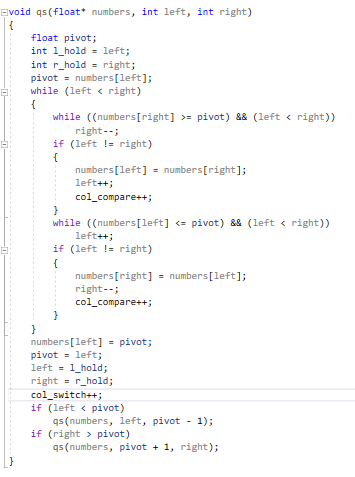 void qs(float* numbers, int left, int right)
{
    float pivot;
    int l_hold = left;
    int r_hold = right;
    pivot = numbers[left];
    while (left < right)
    {
        while ((numbers[right] >= pivot) && (left < right))
            right--;
        if (left != right)
        {
            numbers[left] = numbers[right];
            left++;
            col_compare++;
        }
        while ((numbers[left] <= pivot) && (left < right))
            left++;
        if (left != right)
        {
            numbers[right] = numbers[left];
            right--;
            col_compare++;
        }
    }
    numbers[left] = pivot;
    pivot = left;
    left = l_hold;
    right = r_hold;
    col_switch++;
    if (left < pivot)
        qs(numbers, left, pivot - 1);
    if (right > pivot)
        qs(numbers, pivot + 1, right);
}